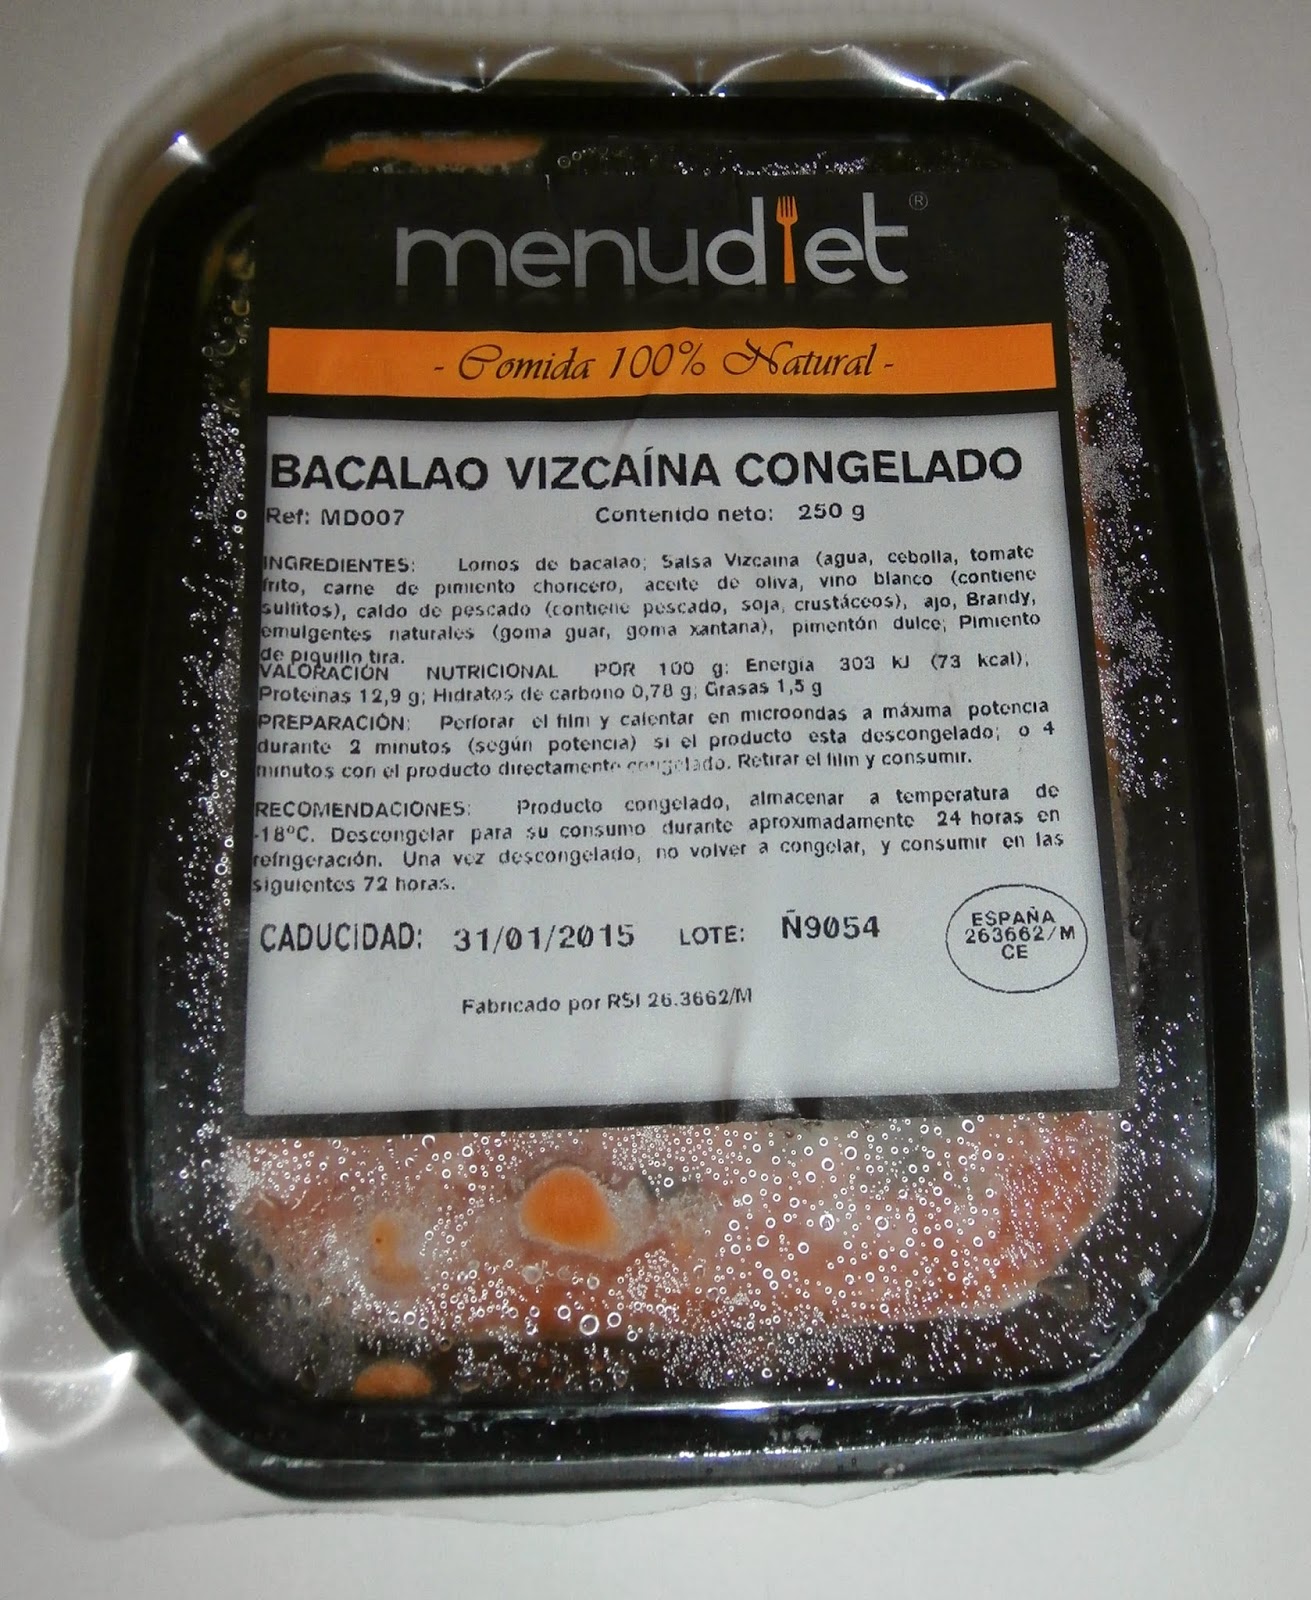 menudiet®
- Comida 100% Natural -
BACALAO VIZCAÍNA CONGELADO
Ref: MD007 Contenido neto: 250 g
INGREDIENTES: Lomos de bacalao; Salsa Vizcaina (agua, cebolla, tomate
frito, carne de pimiento choricero, aceite de oliva, vino blanco (contiene
sulfitos), caldo de pescado (contiene pescado, soja, crustáceos), ajo, Brandy,
emulgentes naturales (goma guar, goma xantana), pimentón dulce; Pimiento
de piquillo tira.
VALORACIÓN NUTRICIONAL POR 100 g: Energía 303 kJ (73 kcal);
Proteinas 12,9 g; Hidratos de carbono 0,78 g; Grasas 1,5 g
PREPARACIÓN: Perforar el film y calentar en microondas a máxima potencia
durante 2 minutos (según potencia) si el producto esta descongelado; o 4
minutos con el producto directamente congelado. Retirar el film y consumir.
RECOMENDACIONES: Producto congelado, almacenar a temperatura de
-18ºC. Descongelar para su consumo durante aproximadamente 24 horas en
refrigeración. Una vez descongelado, no volver a congelar, y consumir en las
siguientes 72 horas.
CADUCIDAD: 31/01/2015 LOTE: Ñ9054
ESPAÑA
263662/M
CE
Fabricado por RSI 26.3662/M